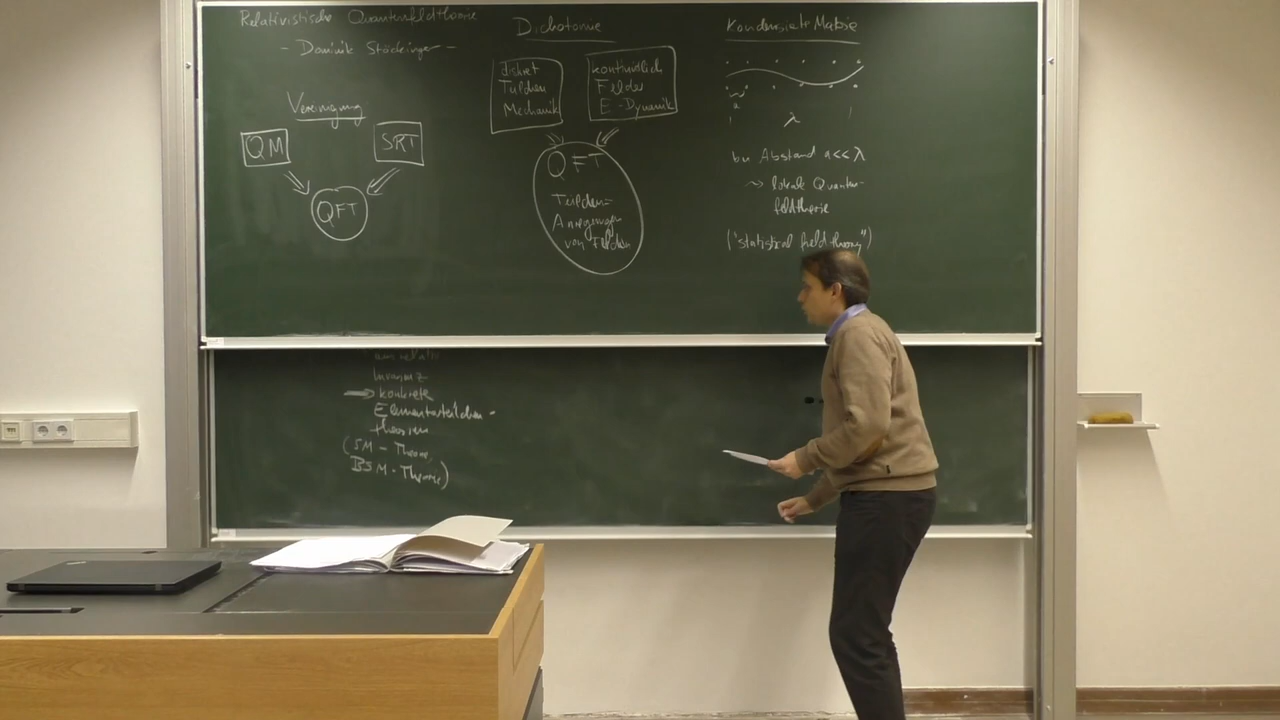 Relativistische Quantenfeldtheorie
- Dominik Stöckinger -
Vereinigung
QM
SRT
QFT
Dichotomie
diskret
Teilchen
Mechanik
kontinuierlich
Felder
E-Dynamik
QFT
Teilchen=
Anregungen
von Feldern
Kondensierte Materie
a
λ
bei Abstand a<<λ
~> lokale Quanten-
feldtheorie
("statistical field theory")
Invarianz
=> konkrete
Elementarteilchen-
theorien
(SM - Theorie,
BSM - Theorie)